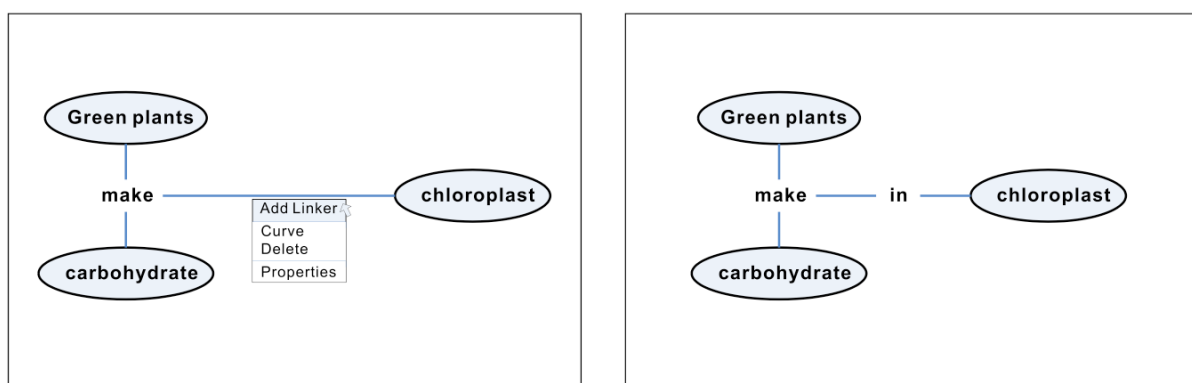 Green plants
make
chloroplast
Add Linker
Curve
Delete
Properties
carbohydrate
Green plants
make in chloroplast
carbohydrate